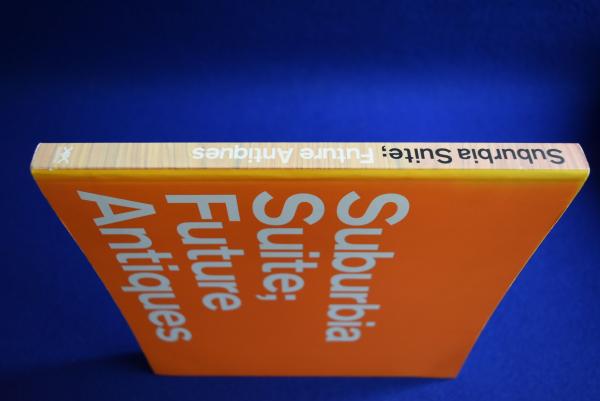 Suburbia Suite; Future Antiques
Suburbia
Suite;
Future
Antiques